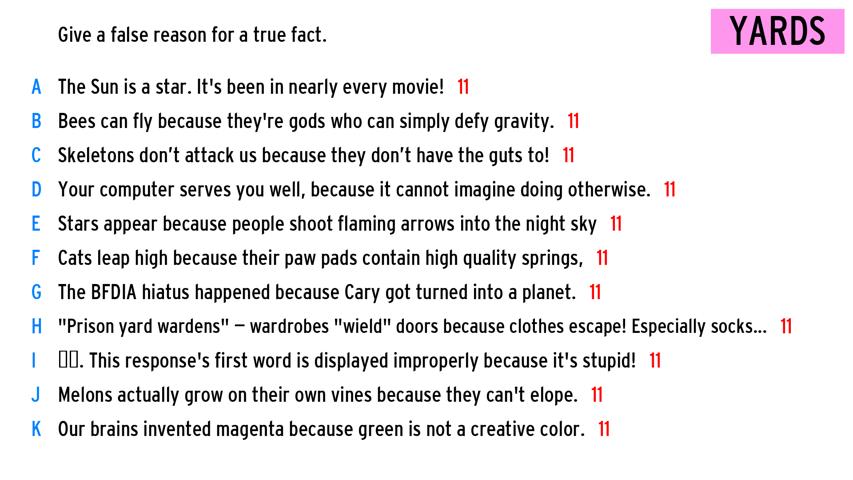 Give a false reason for a true fact.
YARDS
A The Sun is a star. It's been in nearly every movie! 11
B Bees can fly because they're gods who can simply defy gravity. 11
C Skeletons don’t attack us because they don’t have the guts to! 11
D Your computer serves you well, because it cannot imagine doing otherwise. 11
E Stars appear because people shoot flaming arrows into the night sky 11
F Cats leap high because their paw pads contain high quality springs, 11
G The BFDIA hiatus happened because Cary got turned into a planet. 11
H "Prison yard wardens" – wardrobes "wield" doors because clothes escape! Especially socks... 11
I ▯▯. This response's first word is displayed improperly because it's stupid! 11
J Melons actually grow on their own vines because they can't elope. 11
K Our brains invented magenta because green is not a creative color. 11